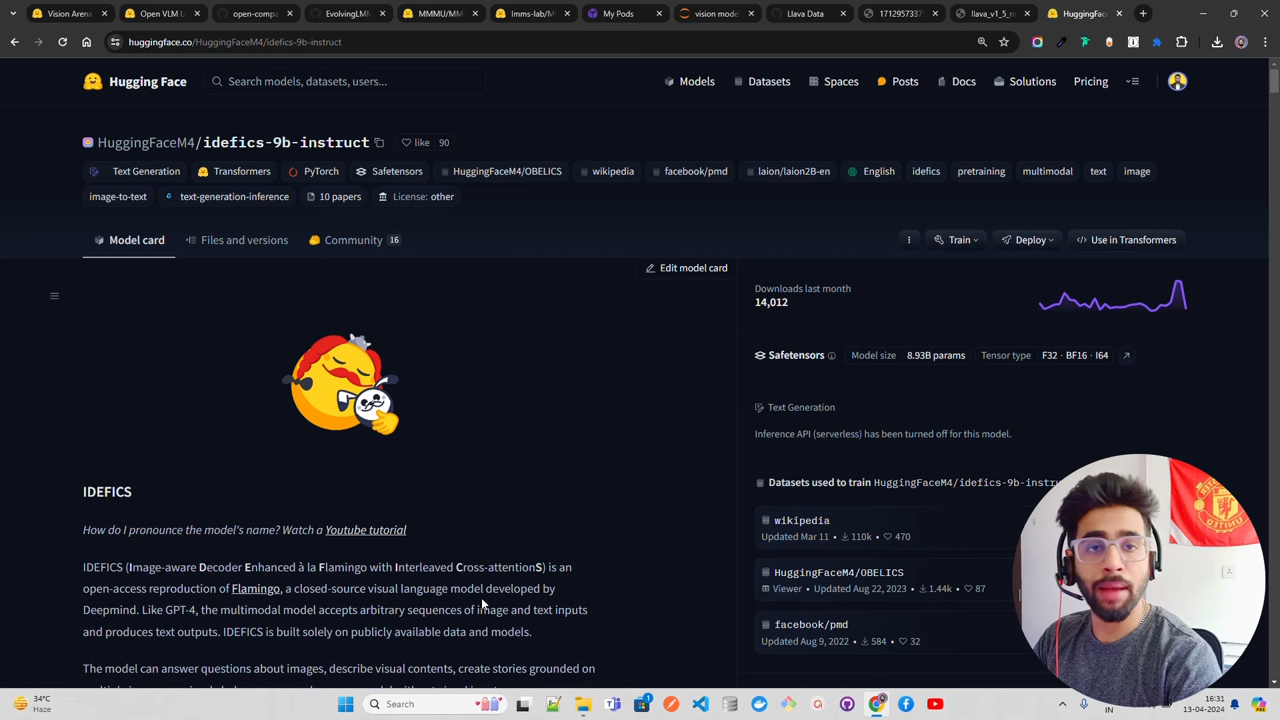 Vision Arena
Open VLM L
open-compa
EvolvingLMM
MMMU/MM
lmms-lab/M
My Pods
vision model
Llava Data
1712957337
llava_v1_5_re
HuggingFace
huggingface.co/HuggingFaceM4/idefics-9b-instruct
Hugging Face
Search models, datasets, users...
Models
Datasets
Spaces
Posts
Docs
Solutions
Pricing
HuggingFaceM4/idefics-9b-instruct
like 90
Text Generation
Transformers
PyTorch
Safetensors
HuggingFaceM4/OBELICS
wikipedia
facebook/pmd
laion/laion2B-en
English
idefics
pretraining
multimodal
text
image
image-to-text
text-generation-inference
10 papers
License: other
Model card
Files and versions
Community 16
Train
Deploy
Use in Transformers
Edit model card
Downloads last month
14,012
Safetensors
Model size 8.93B params
Tensor type F32 · BF16 · I64
Text Generation
Inference API (serverless) has been turned off for this model.
Datasets used to train HuggingFaceM4/idefics-9b-instru
wikipedia
Updated Mar 11 • 110k • 470
HuggingFaceM4/OBELICS
Viewer • Updated Aug 22, 2023 • 1.44k • 87
facebook/pmd
Updated Aug 9, 2022 • 584 • 32
IDEFICS
How do I pronounce the model's name? Watch a Youtube tutorial
IDEFICS (Image-aware Decoder Enhanced à la Flamingo with Interleaved Cross-attentionS) is an
open-access reproduction of Flamingo, a closed-source visual language model developed by
Deepmind. Like GPT-4, the multimodal model accepts arbitrary sequences of image and text inputs
and produces text outputs. IDEFICS is built solely on publicly available data and models.
The model can answer questions about images, describe visual contents, create stories grounded on
34°C
Haze
Search
IN
16:31
13-04-2024